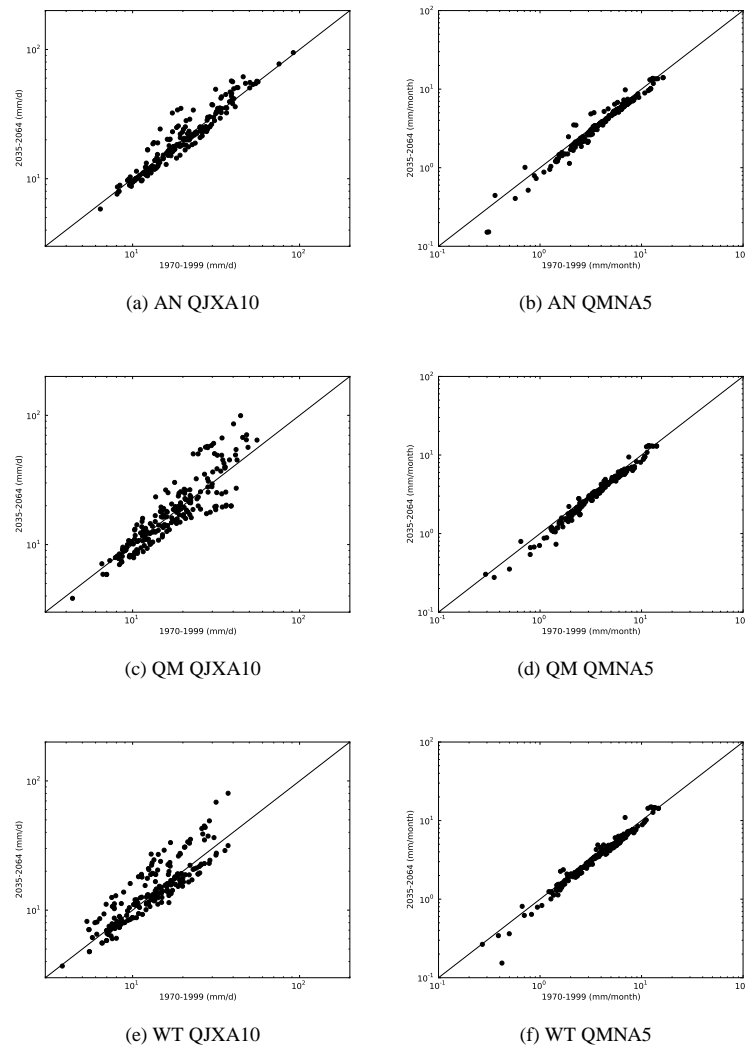 10²
10¹
2035-2064 (mm/d)
10¹
10²
1970-1999 (mm/d)
(a) AN QJXA10
10²
10¹
10⁰
10⁻¹
2035-2064 (mm/month)
10⁻¹
10⁰
10¹
10
1970-1999 (mm/month)
(b) AN QMNA5
10²
10¹
2035-2064 (mm/d)
10¹
10²
1970-1999 (mm/d)
(c) QM QJXA10
10²
10¹
10⁰
10⁻¹
2035-2064 (mm/month)
10⁻¹
10⁰
10¹
10
1970-1999 (mm/month)
(d) QM QMNA5
10²
10¹
2035-2064 (mm/d)
10¹
10²
1970-1999 (mm/d)
(e) WT QJXA10
10²
10¹
10⁰
10⁻¹
2035-2064 (mm/month)
10⁻¹
10⁰
10¹
10
1970-1999 (mm/month)
(f) WT QMNA5